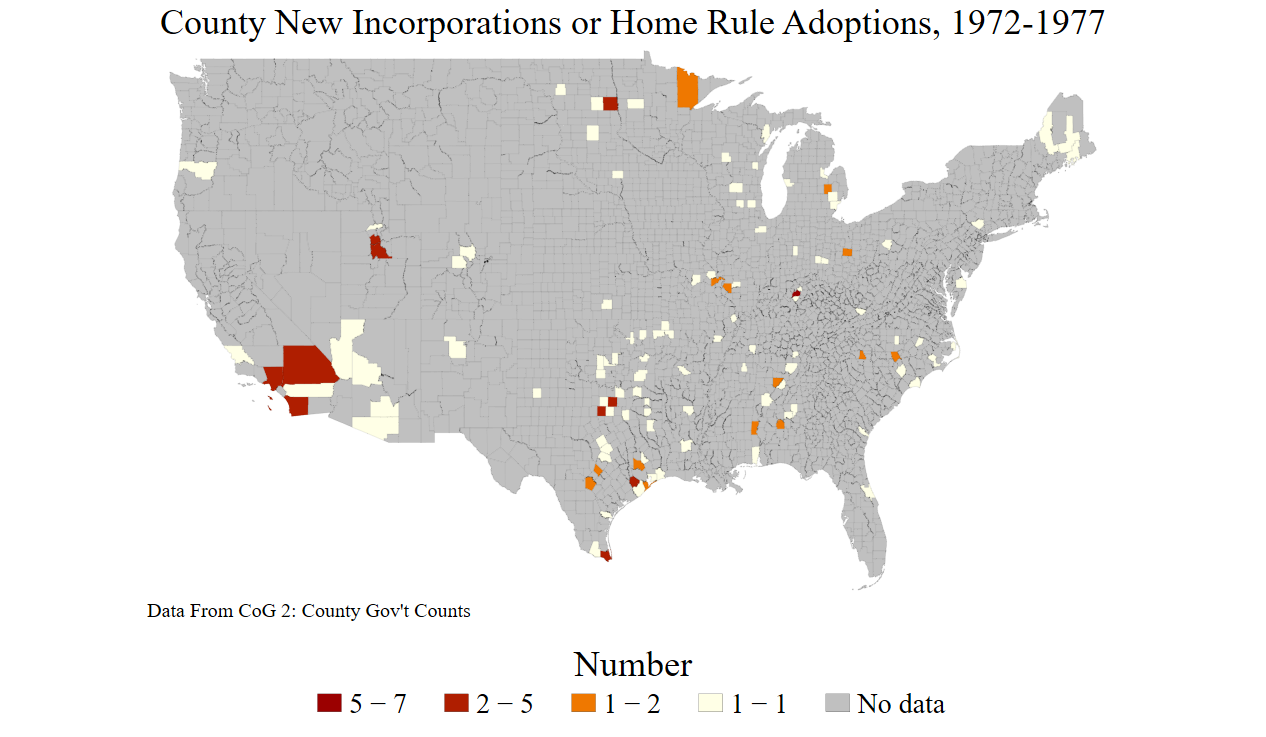 County New Incorporations or Home Rule Adoptions, 1972-1977
Data From CoG 2: County Gov't Counts
Number
5 − 7
2 − 5
1 − 2
1 − 1
No data